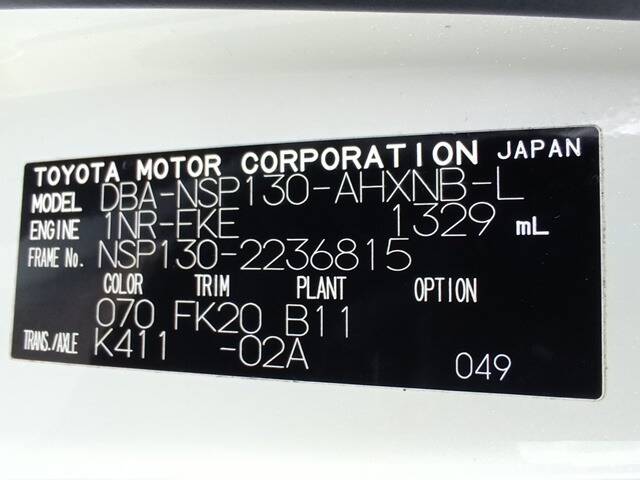 TOYOTA MOTOR CORPORATION JAPAN
MODEL DBA-NSP130-AHXNB-L
ENGINE 1NR-FKE 1329 mL
FRAME No. NSP130-2236815
COLOR TRIM PLANT OPTION
070 FK20 B11
TRANS./AXLE K411 -02A
049